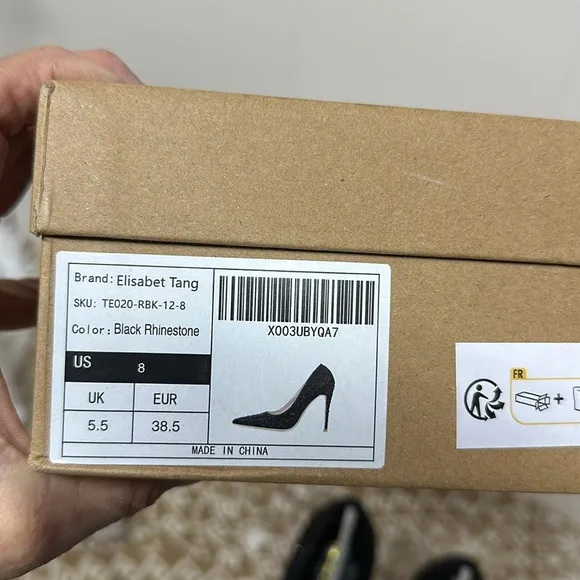 Brand: Elisabet Tang
SKU: TE020-RBK-12-8
Color: Black Rhinestone
X003UBYQA7
US 8
UK EUR
5.5 38.5
MADE IN CHINA
FR
+